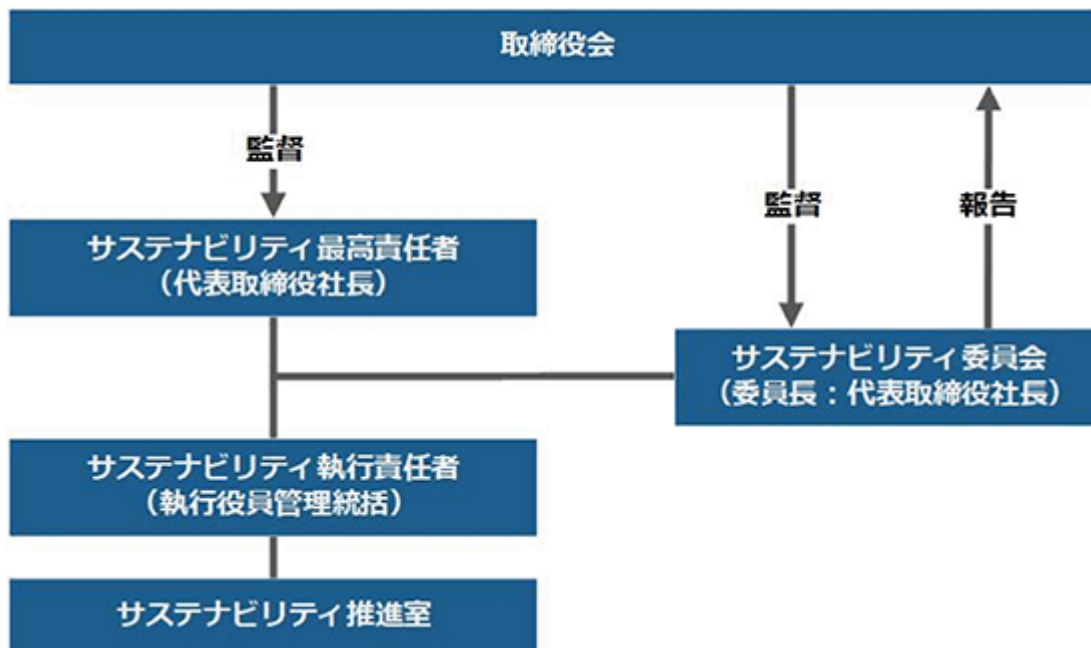 取締役会
監督
監督
報告
サステナビリティ最高責任者
（代表取締役社長）
サステナビリティ委員会
（委員長：代表取締役社長）
サステナビリティ執行責任者
（執行役員管理統括）
サステナビリティ推進室